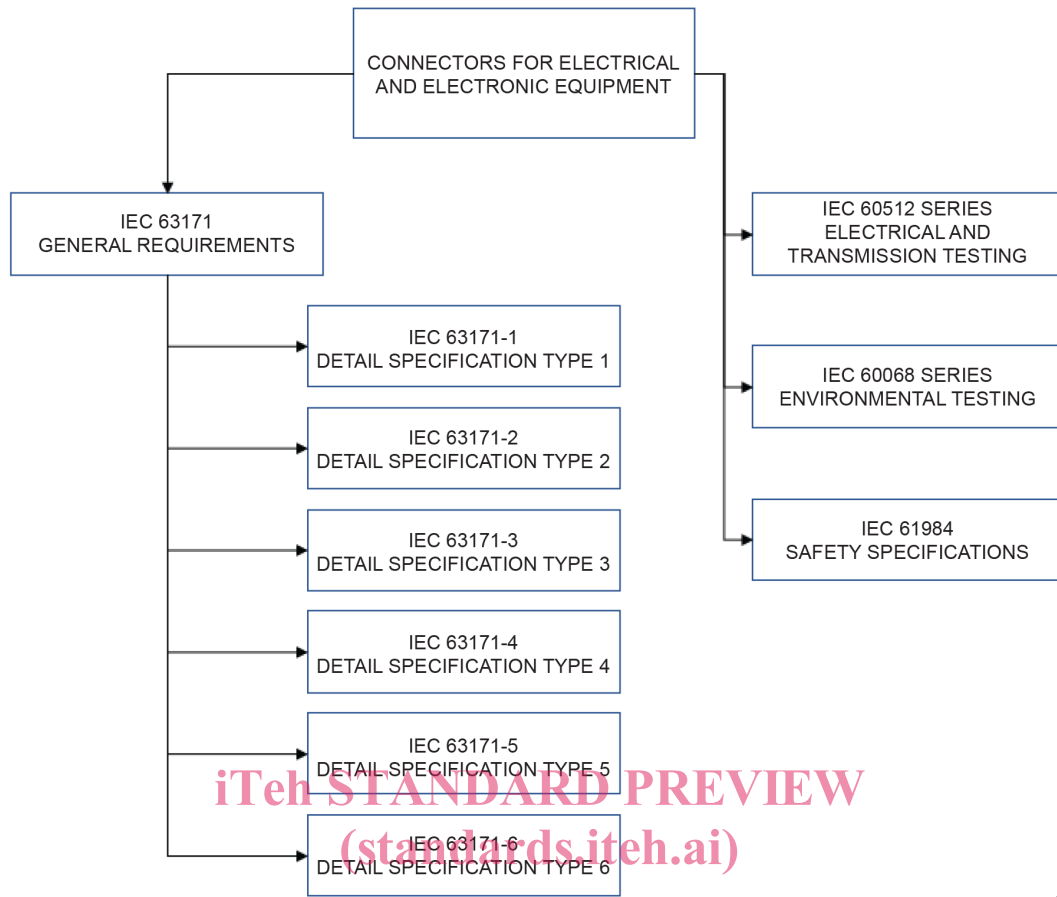 CONNECTORS FOR ELECTRICAL
AND ELECTRONIC EQUIPMENT
IEC 63171
GENERAL REQUIREMENTS
IEC 60512 SERIES
ELECTRICAL AND
TRANSMISSION TESTING
IEC 63171-1
DETAIL SPECIFICATION TYPE 1
IEC 60068 SERIES
ENVIRONMENTAL TESTING
IEC 63171-2
DETAIL SPECIFICATION TYPE 2
IEC 61984
SAFETY SPECIFICATIONS
IEC 63171-3
DETAIL SPECIFICATION TYPE 3
IEC 63171-4
DETAIL SPECIFICATION TYPE 4
IEC 63171-5
DETAIL SPECIFICATION TYPE 5
iTeh STANDARD PREVIEW
IEC 63171-6
(standards.iteh.ai)
DETAIL SPECIFICATION TYPE 6